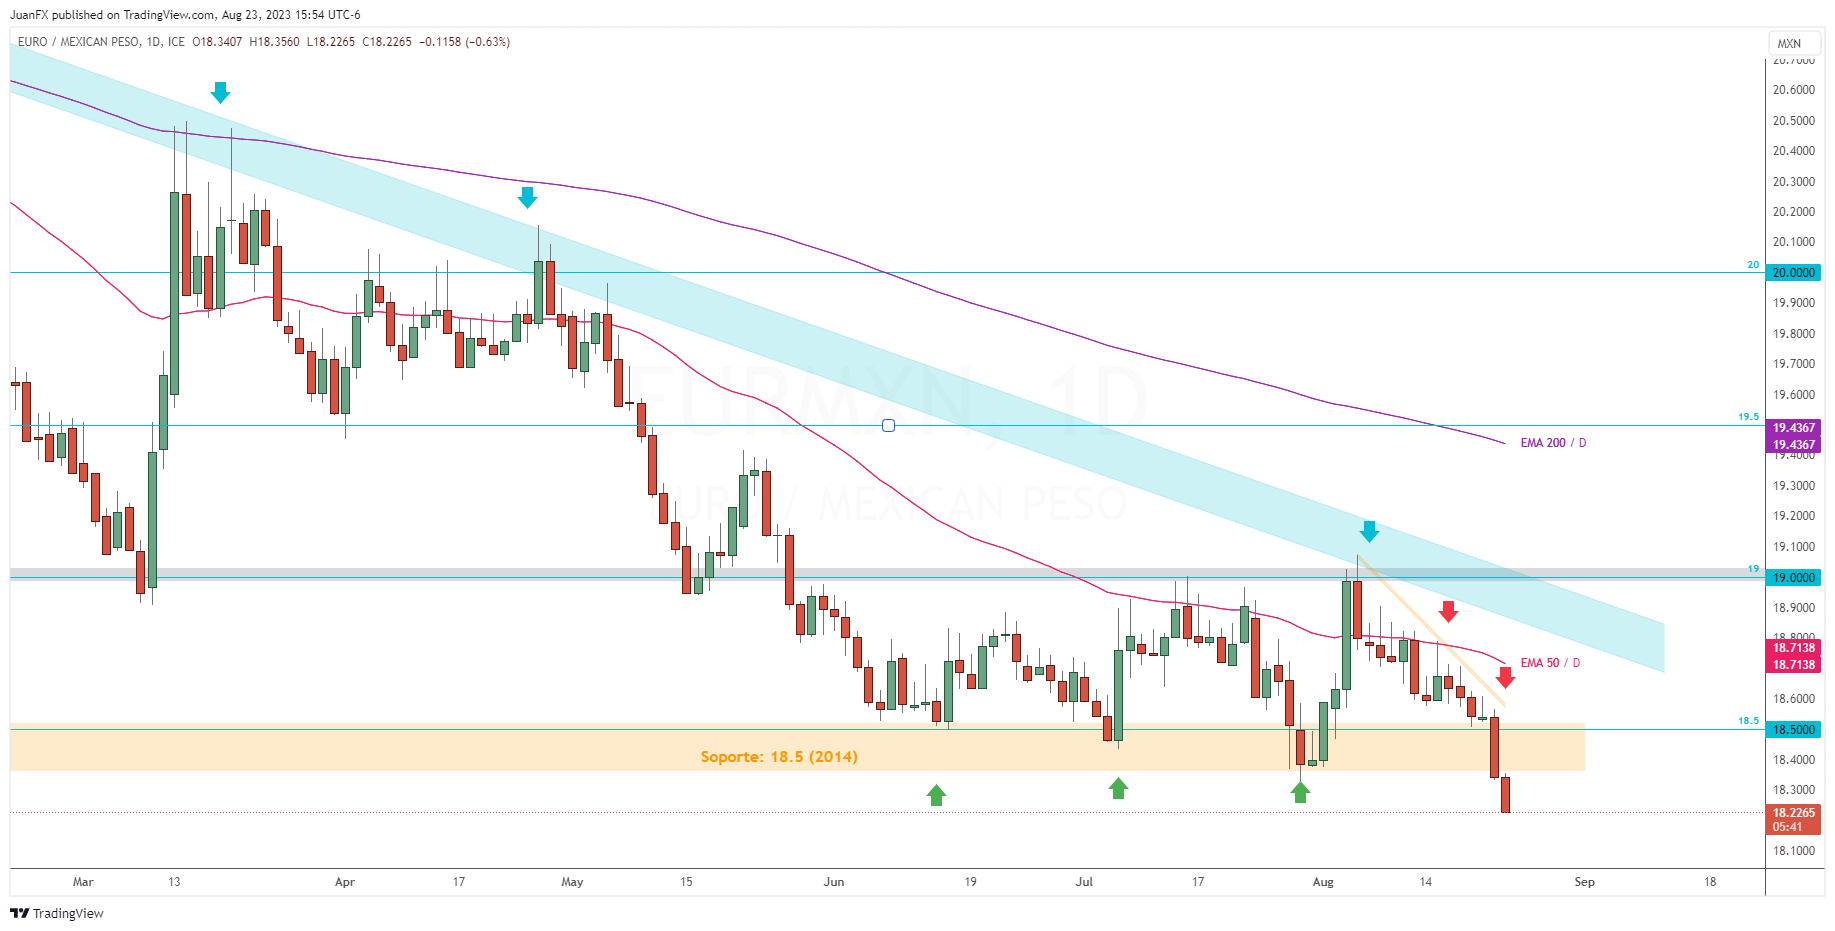 JuanFX published on TradingView.com, Aug 23, 2023 15:54 UTC-6
EURO / MEXICAN PESO, 1D, ICE O18.3407 H18.3560 L18.2265 C18.2265 −0.1158 (−0.63%)
MXN
20.7000
20.6000
20.5000
20.4000
20.3000
20.2000
20.1000
20 20.0000
19.9000
19.8000
19.7000
19.6000
EURMXN, 1D
19.5
19.4367
EMA 200 / D 19.4367
19.4000
19.3000
EURO / MEXICAN PESO
19.2000
19.1000
19 19.0000
18.9000
18.8000
18.7138
EMA 50 / D 18.7138
18.6000
18.5 18.5000
Soporte: 18.5 (2014)
18.4000
18.3000
18.2265
05:41
18.1000
Mar 13 Apr 17 May 15 Jun 19 Jul 17 Aug 14 Sep 18
TradingView